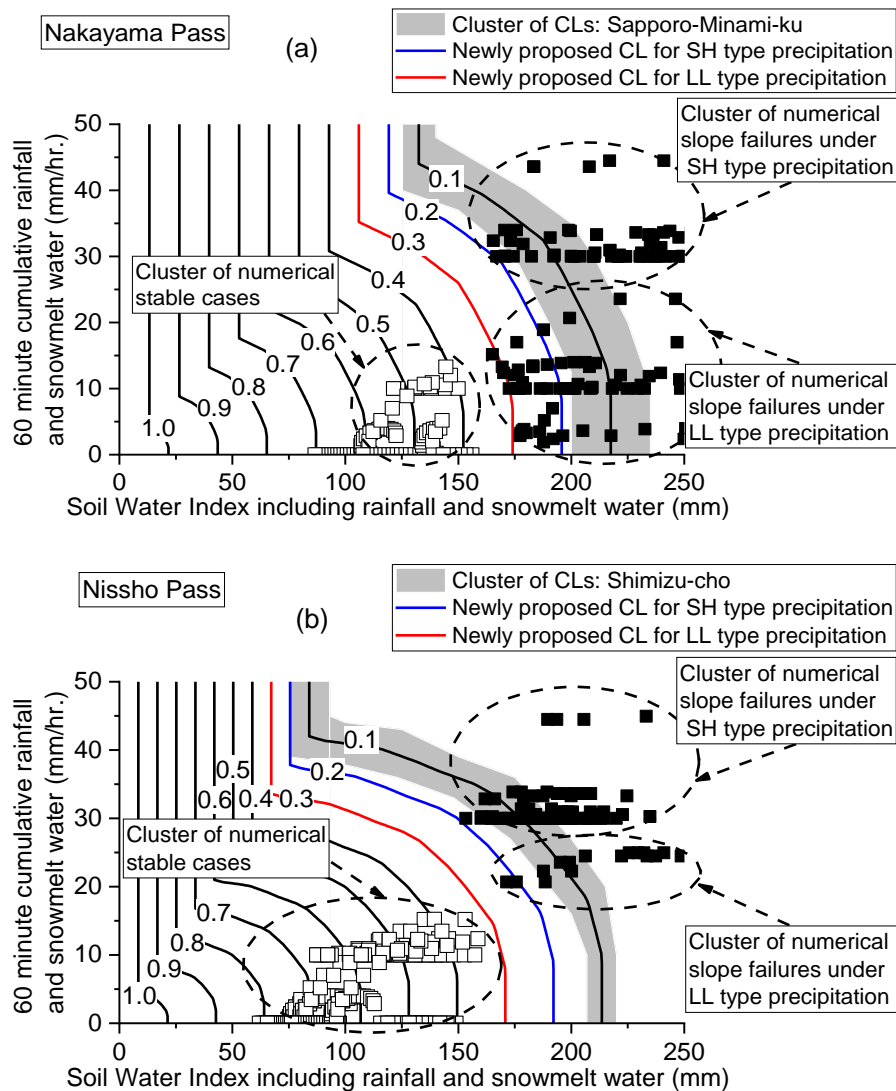 Nakayama Pass
(a)
Cluster of CLs: Sapporo-Minami-ku
Newly proposed CL for SH type precipitation
Newly proposed CL for LL type precipitation
Cluster of numerical
slope failures under
SH type precipitation
60 minute cumulative rainfall
and snowmelt water (mm/hr.)
50
40
30
20
10
0
0.1
0.2
0.3
0.4
0.5
0.6
0.7
0.8
0.9
1.0
Cluster of numerical
stable cases
Cluster of numerical
slope failures under
LL type precipitation
0 50 100 150 200 250
Soil Water Index including rainfall and snowmelt water (mm)
Nissho Pass
(b)
Cluster of CLs: Shimizu-cho
Newly proposed CL for SH type precipitation
Newly proposed CL for LL type precipitation
Cluster of numerical
slope failures under
SH type precipitation
60 minute cumulative rainfall
and snowmelt water (mm/hr.)
50
40
30
20
10
0
0.1
0.2
0.3
0.4
0.5
0.6
0.7
0.8
0.9
1.0
Cluster of numerical
stable cases
Cluster of numerical
slope failures under
LL type precipitation
0 50 100 150 200 250
Soil Water Index including rainfall and snowmelt water (mm)